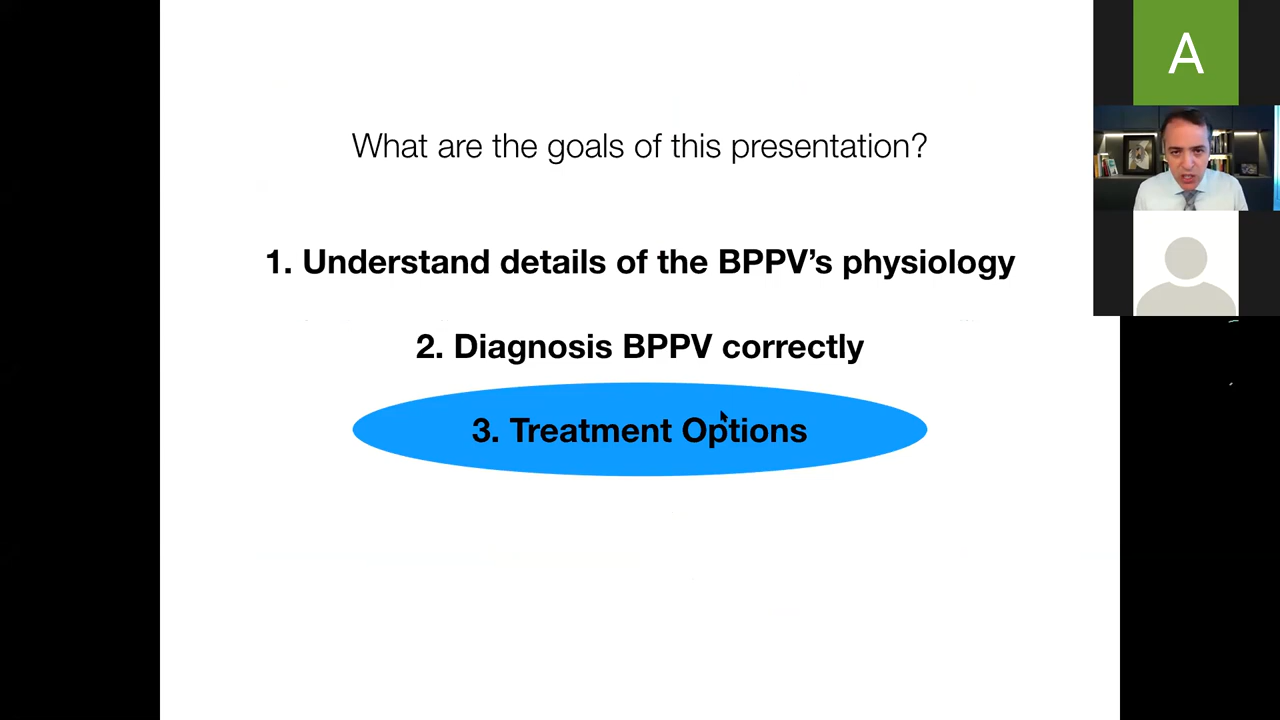 What are the goals of this presentation?
1. Understand details of the BPPV’s physiology
2. Diagnosis BPPV correctly
3. Treatment Options
A